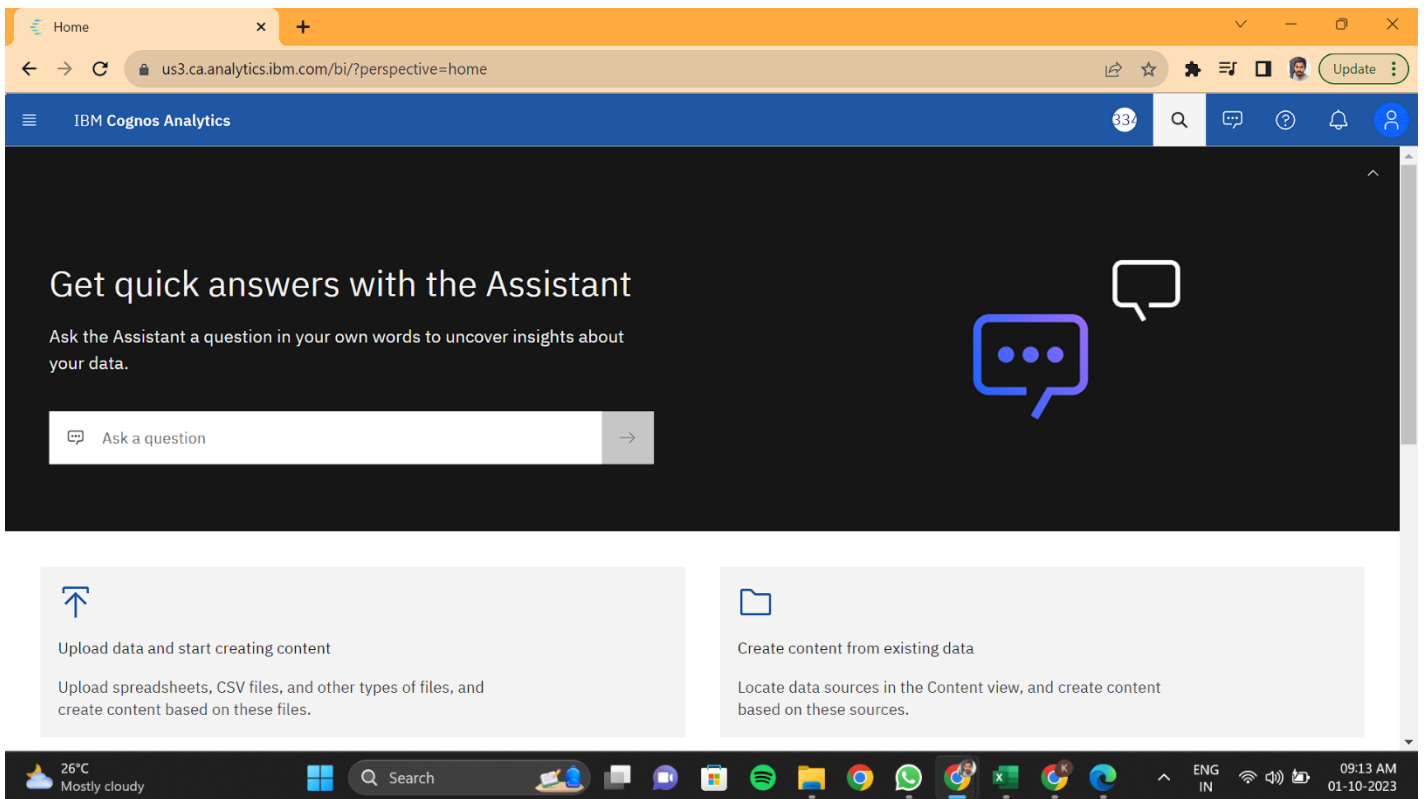 Home
us3.ca.analytics.ibm.com/bi/?perspective=home
Update
IBM Cognos Analytics
334
Get quick answers with the Assistant
Ask the Assistant a question in your own words to uncover insights about
your data.
Ask a question
Upload data and start creating content
Upload spreadsheets, CSV files, and other types of files, and
create content based on these files.
Create content from existing data
Locate data sources in the Content view, and create content
based on these sources.
26°C
Mostly cloudy
Search
K
ENG
IN
09:13 AM
01-10-2023